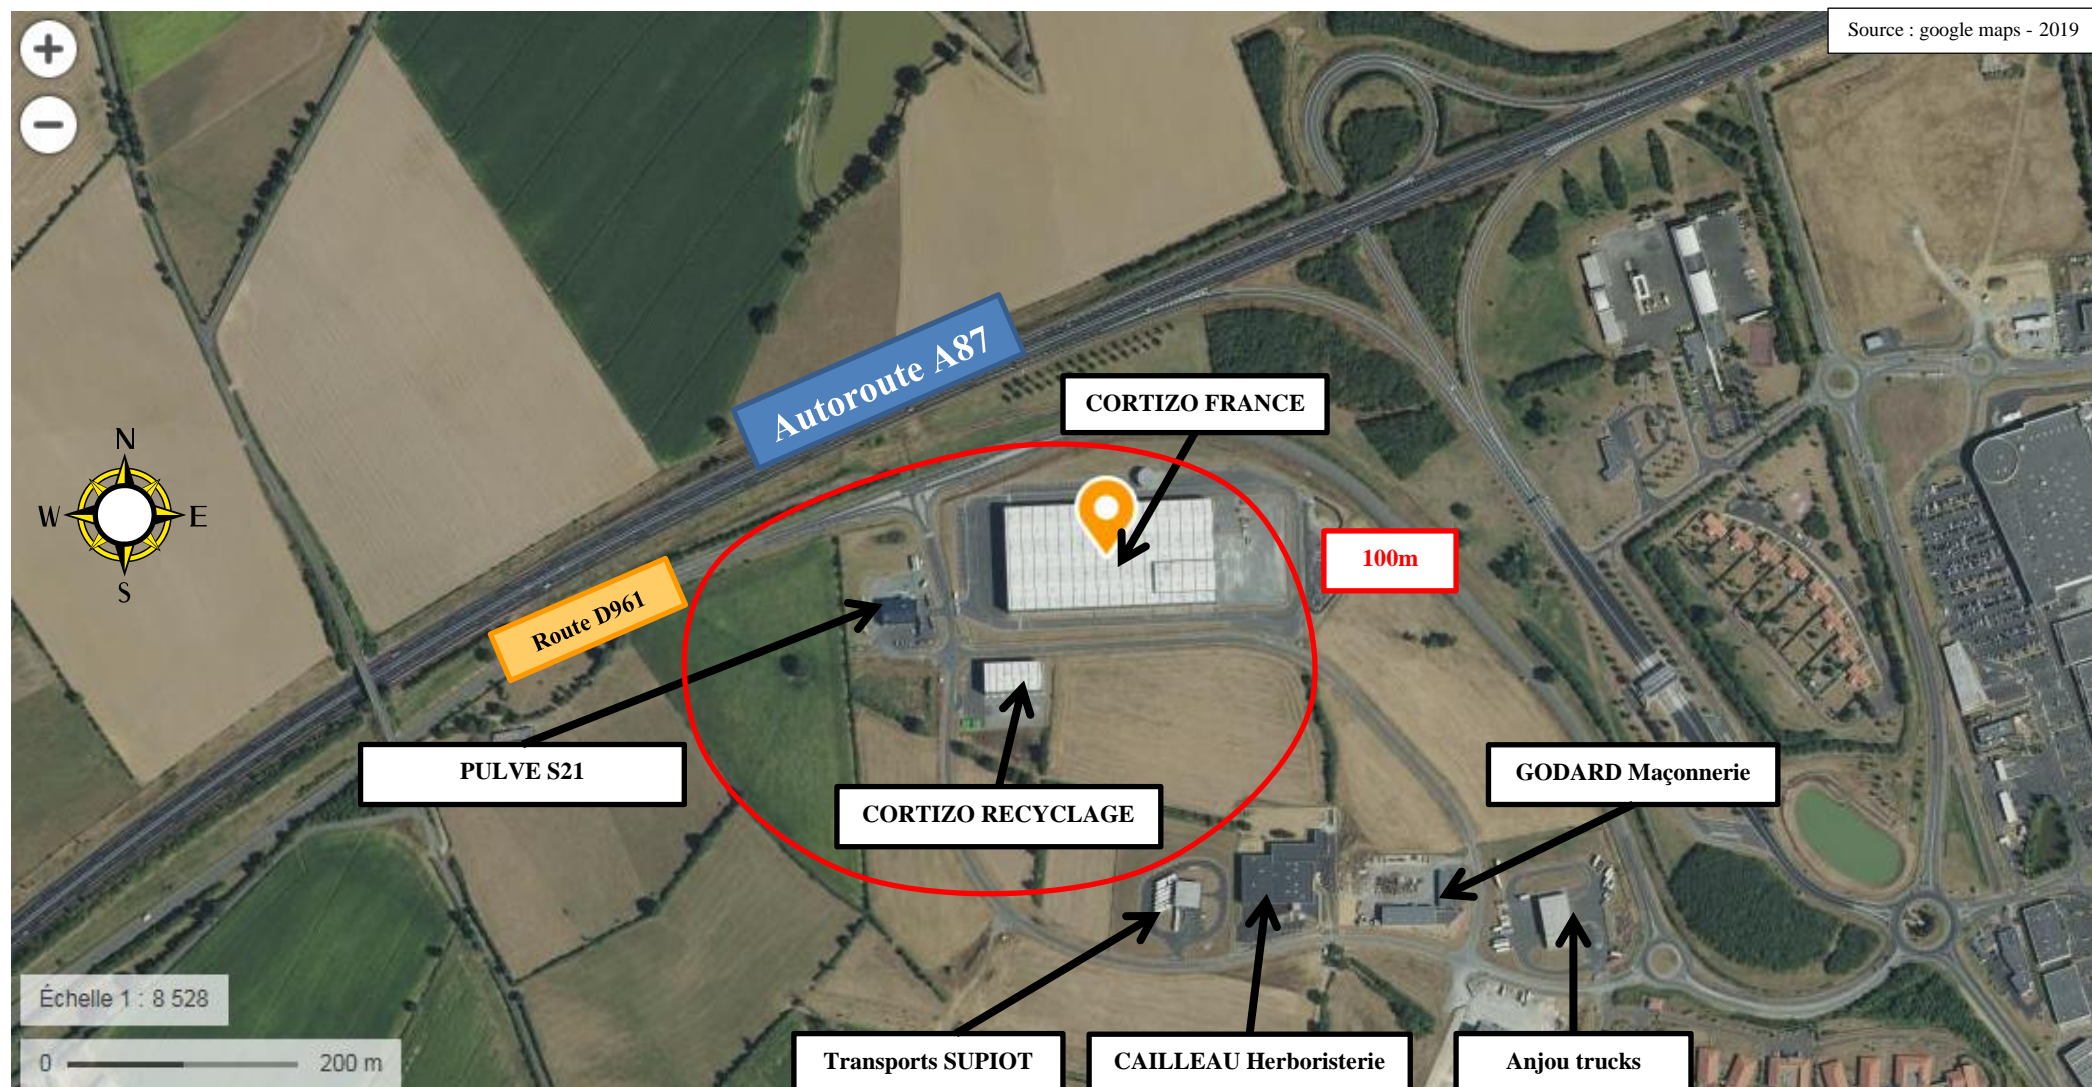 Source : google maps - 2019
+
−
Autoroute A87
CORTIZO FRANCE
N
W
E
S
100m
Route D961
PULVE S21
GODARD Maçonnerie
CORTIZO RECYCLAGE
Échelle 1 : 8 528
0
200 m
Transports SUPIOT
CAILLEAU Herboristerie
Anjou trucks